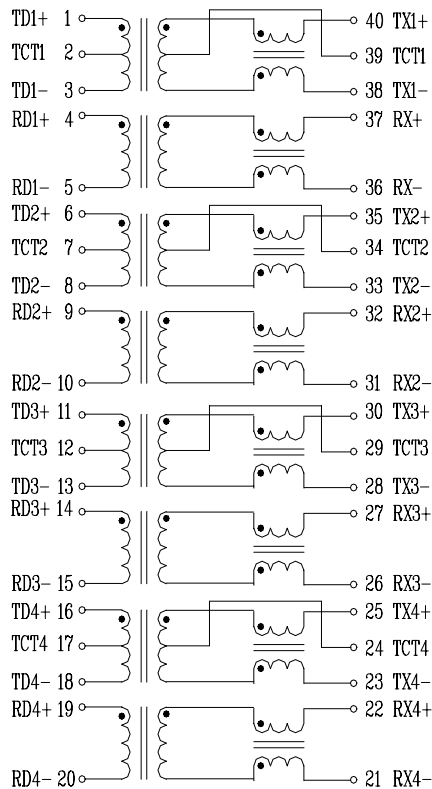 TD1+ 1 40 TX1+
TCT1 2 39 TCT1
TD1- 3 38 TX1-
RD1+ 4 37 RX+
RD1- 5 36 RX-
TD2+ 6 35 TX2+
TCT2 7 34 TCT2
TD2- 8 33 TX2-
RD2+ 9 32 RX2+
RD2- 10 31 RX2-
TD3+ 11 30 TX3+
TCT3 12 29 TCT3
TD3- 13 28 TX3-
RD3+ 14 27 RX3+
RD3- 15 26 RX3-
TD4+ 16 25 TX4+
TCT4 17 24 TCT4
TD4- 18 23 TX4-
RD4+ 19 22 RX4+
RD4- 20 21 RX4-